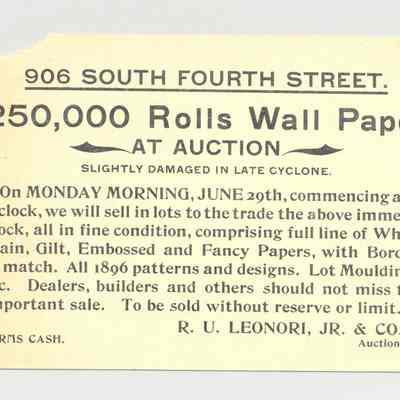 906 SOUTH FOURTH STREET.
250,000 Rolls Wall Pape
AT AUCTION
SLIGHTLY DAMAGED IN LATE CYCLONE.
On MONDAY MORNING, JUNE 29th, commencing a
clock, we will sell in lots to the trade the above imme
ock, all in fine condition, comprising full line of Wh
ain, Gilt, Embossed and Fancy Papers, with Bord
match. All 1896 patterns and designs. Lot Mouldin
c. Dealers, builders and others should not miss t
portant sale. To be sold without reserve or limit.
R. U. LEONORI, JR. & CO.
RMS CASH. Auction